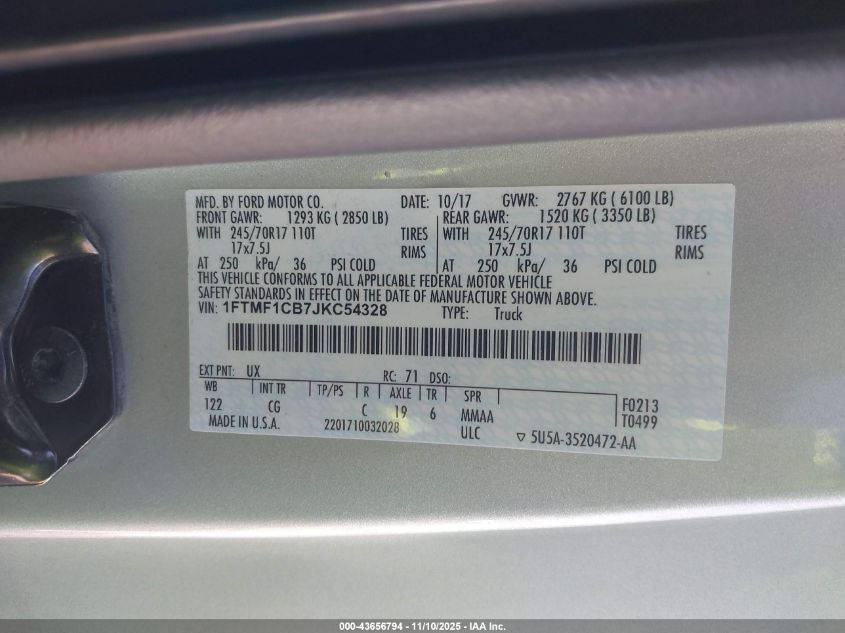 MFD. BY FORD MOTOR CO. DATE: 10/17 GVWR: 2767 KG ( 6100 LB)
FRONT GAWR: 1293 KG ( 2850 LB) REAR GAWR: 1520 KG ( 3350 LB)
WITH 245/70R17 110T TIRES WITH 245/70R17 110T TIRES
17x7.5J RIMS 17x7.5J RIMS
AT 250 kPa/ 36 PSI COLD AT 250 kPa/ 36 PSI COLD
THIS VEHICLE CONFORMS TO ALL APPLICABLE FEDERAL MOTOR VEHICLE
SAFETY STANDARDS IN EFFECT ON THE DATE OF MANUFACTURE SHOWN ABOVE.
VIN: 1FTMF1CB7JKC54328 TYPE: Truck
EXT PNT: UX RC: 71 DSO:
WB INT TR TP/PS R AXLE TR SPR
122 CG C 19 6 MMAA F0213
MADE IN U.S.A. 2201710032028 ULC T0499
▽ 5U5A-3520472-AA
000-43656794 - 11/10/2025 - IAA Inc.